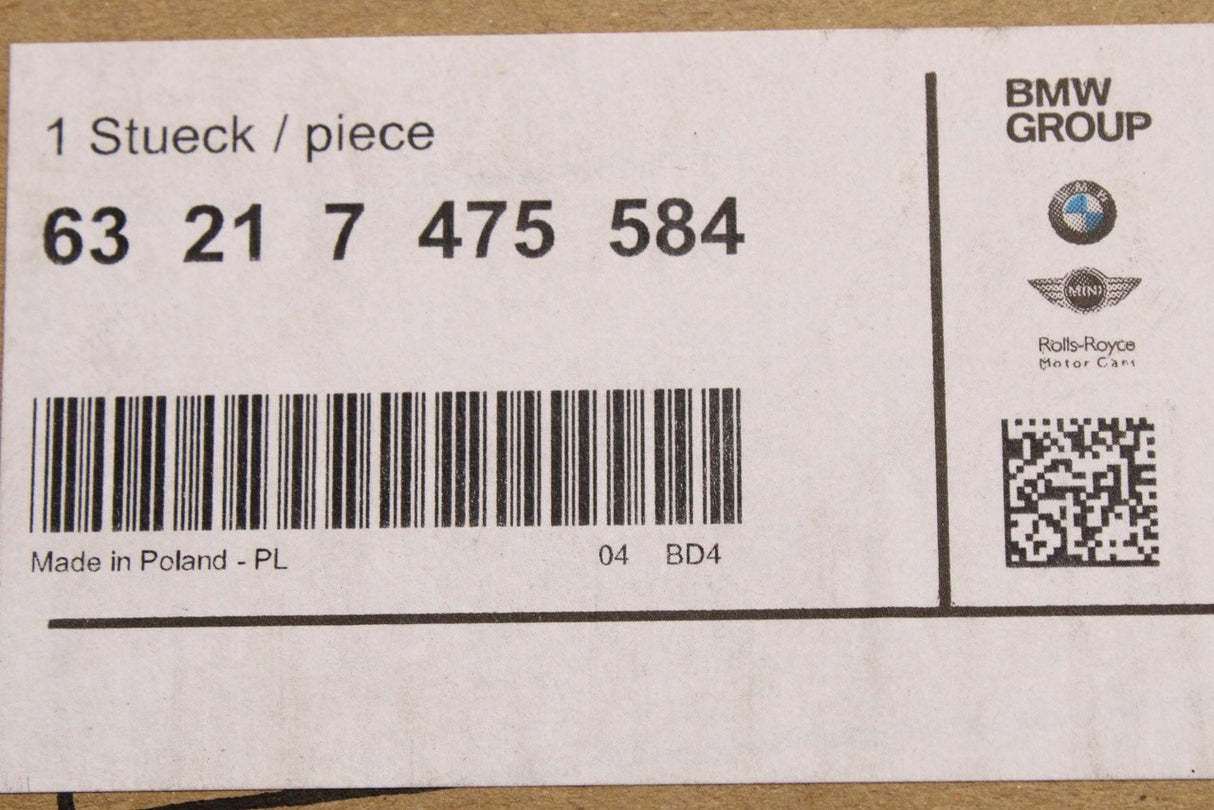 1 Stueck / piece
63 21 7 475 584
Made in Poland - PL
04 BD4
BMW
GROUP
BMW
MINI
Rolls-Royce
Motor Cars